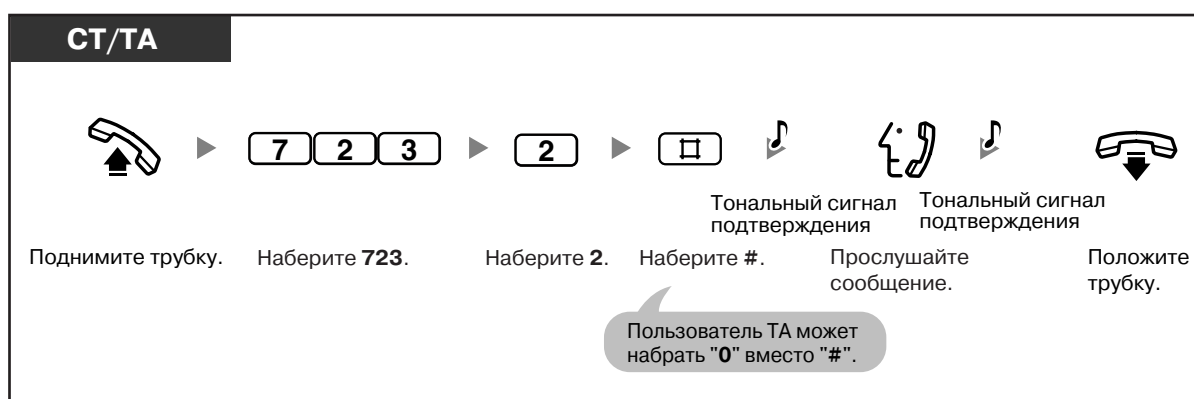 СТ/ТА
7 2 3 2 #
Тональный сигнал
подтверждения
Тональный сигнал
подтверждения
Поднимите трубку.
Наберите 723.
Наберите 2.
Наберите #.
Прослушайте
сообщение.
Положите
трубку.
Пользователь ТА может
набрать "0" вместо "#".